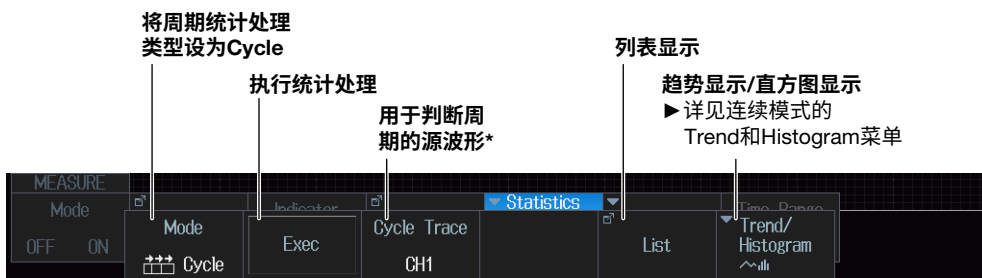 将周期统计处理
类型设为Cycle
执行统计处理
用于判断周
期的源波形*
列表显示
趋势显示/直方图显示
►详见连续模式的
Trend和Histogram菜单
MEASURE
Mode
OFF ON
Indicator
Statistics
Time Range
Mode
Cycle
Exec
Cycle Trace
CH1
List
Trend/
Histogram